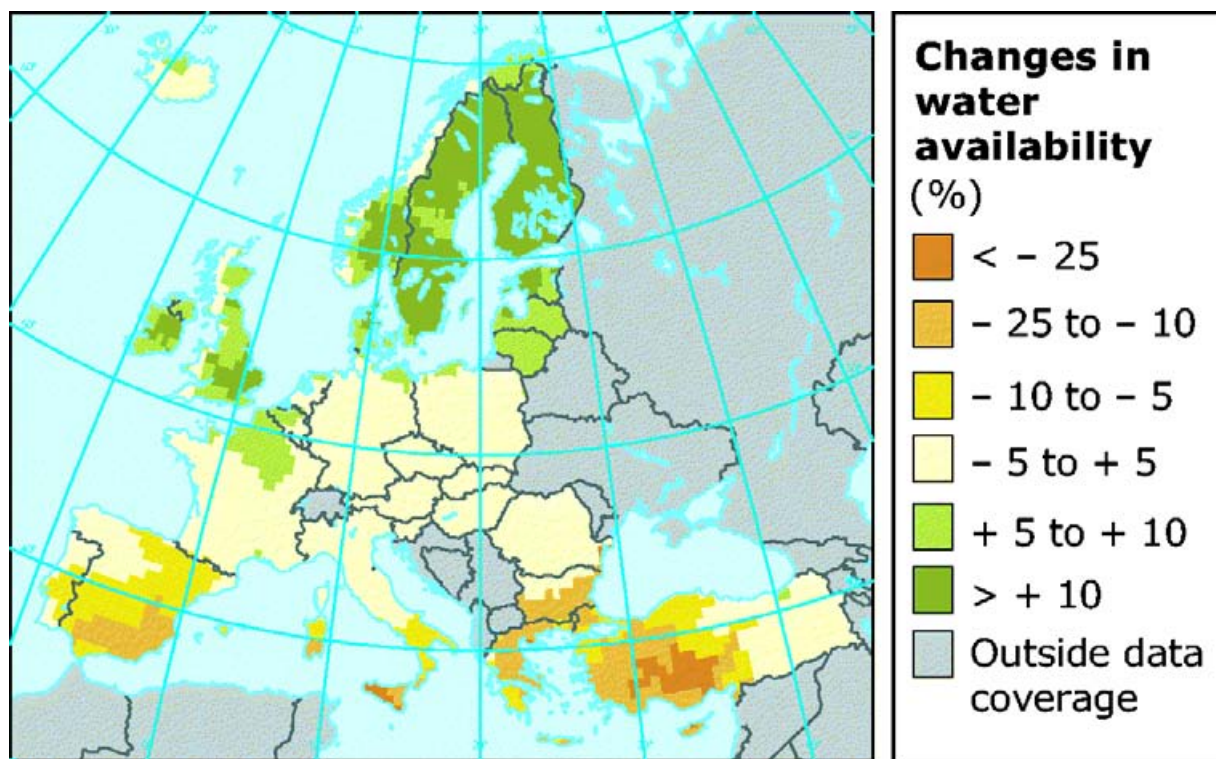 Changes in
water
availability
(%)
< – 25
– 25 to – 10
– 10 to – 5
– 5 to + 5
+ 5 to + 10
> + 10
Outside data
coverage